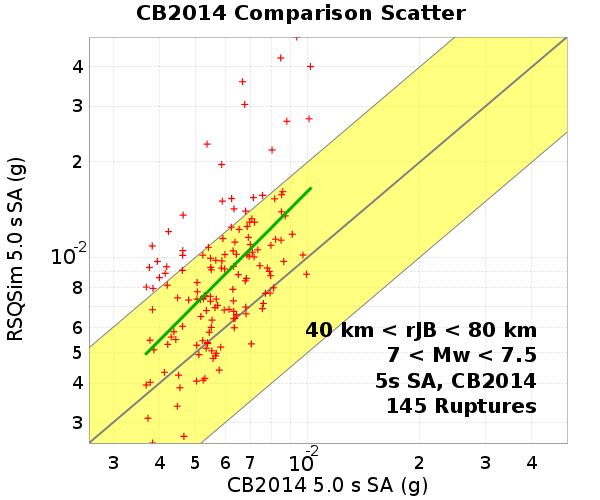 CB2014 Comparison Scatter
RSQSim 5.0 s SA (g)
4
3
2
10^-2
8
6
5
4
3
40 km < rJB < 80 km
7 < Mw < 7.5
5s SA, CB2014
145 Ruptures
3 4 5 6 7 10^-2 2 3 4
CB2014 5.0 s SA (g)